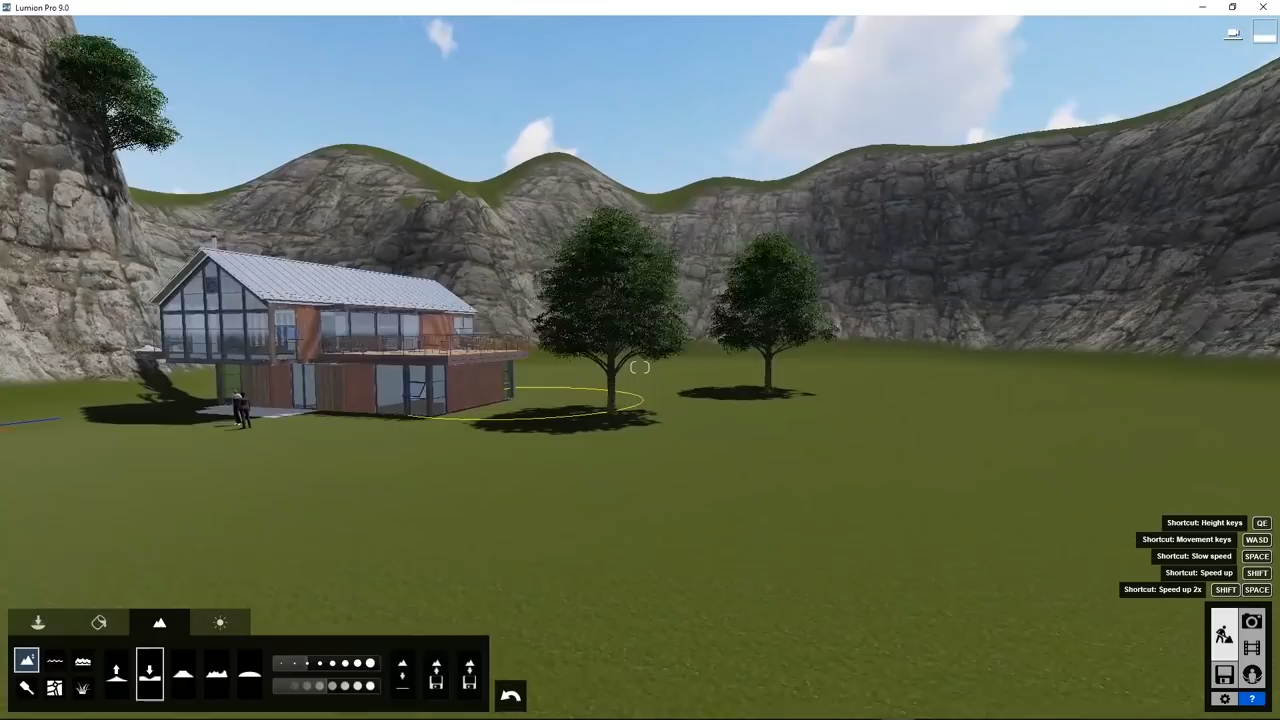 Lumion Pro 9.0
Shortcut: Height keys QE
Shortcut: Movement keys WASD
Shortcut: Slow speed SPACE
Shortcut: Speed up SHIFT
Shortcut: Speed up 2x SHIFT SPACE
?